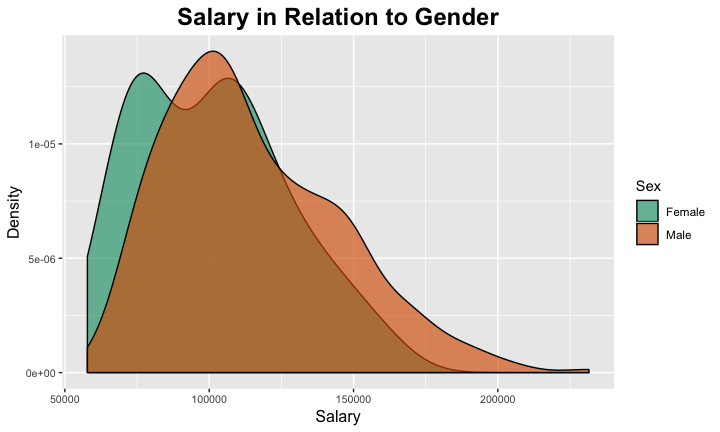 Salary in Relation to Gender
Density
1e-05
5e-06
0e+00
50000
100000
150000
200000
Salary
Sex
Female
Male